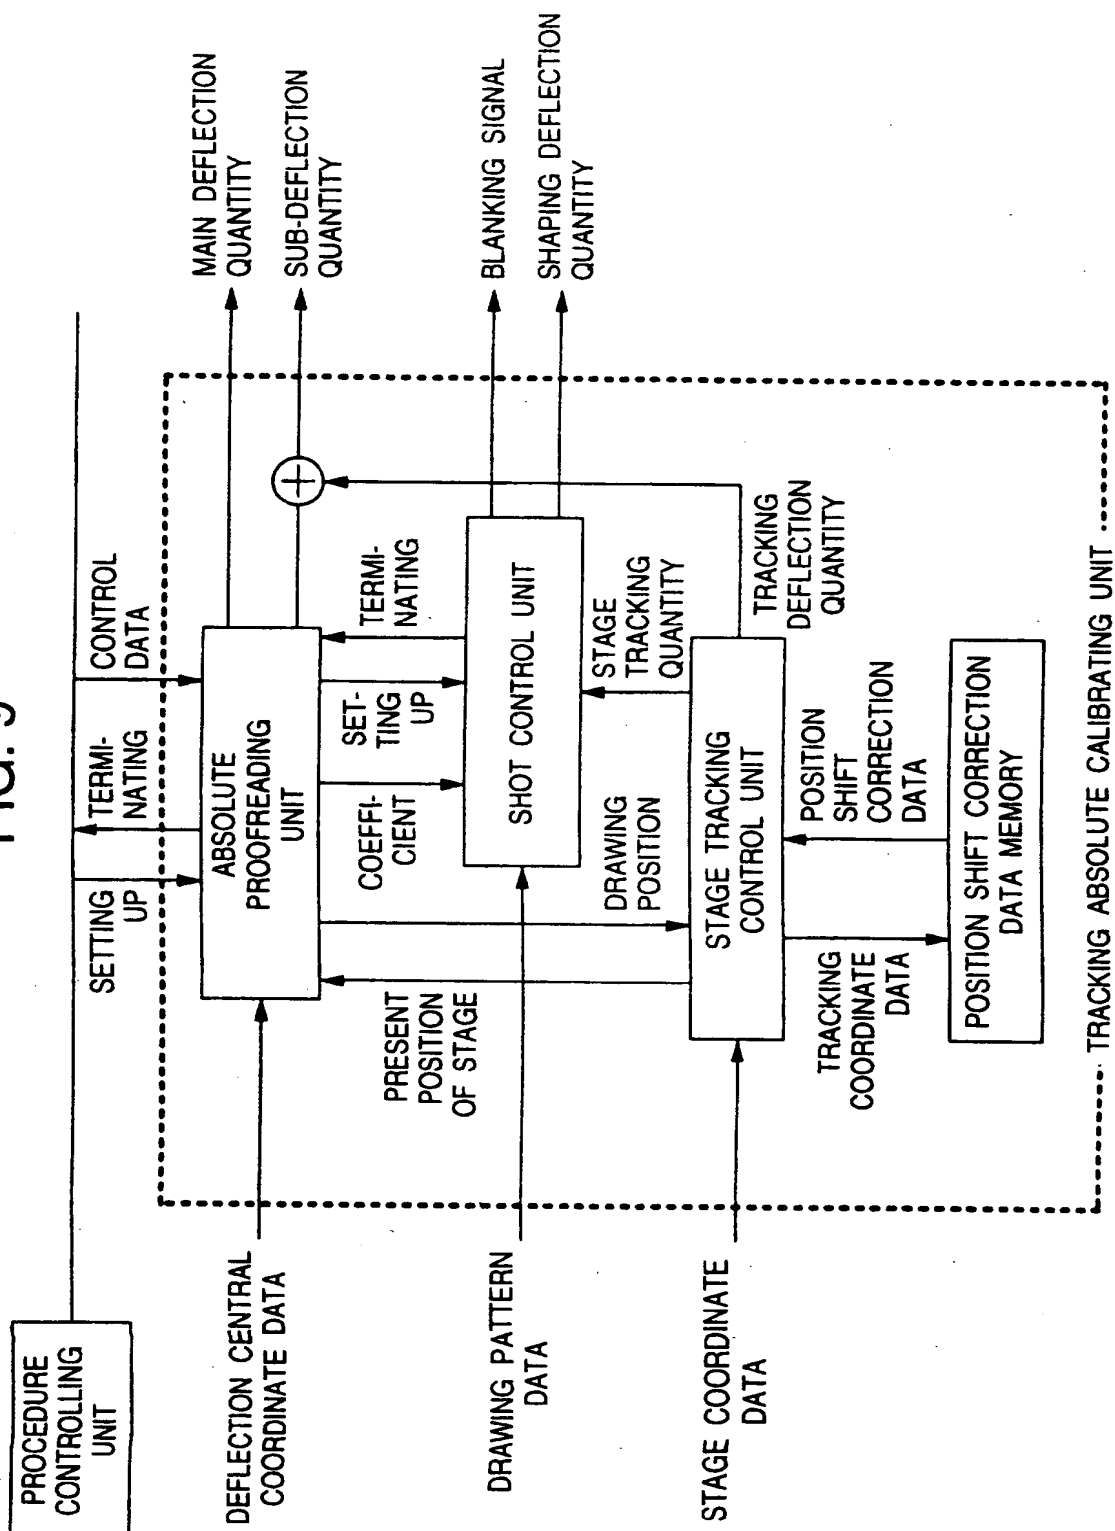 FIG.
PROCEDURE
CONTROLLING
UNIT
SETTING
UP
TERMI-
NATING
CONTROL
DATA
DEFLECTION CENTRAL
COORDINATE DATA
ABSOLUTE
PROOFREADING
UNIT
MAIN DEFLECTION
QUANTITY
SUB-DEFLECTION
QUANTITY
PRESENT
POSITION
OF STAGE
COEFFI-
CIENT
SET-
TING
UP
TERMI-
NATING
DRAWING PATTERN
DATA
SHOT CONTROL UNIT
BLANKING SIGNAL
SHAPING DEFLECTION
QUANTITY
DRAWING
POSITION
STAGE
TRACKING
QUANTITY
STAGE COORDINATE
DATA
STAGE TRACKING
CONTROL UNIT
TRACKING
DEFLECTION
QUANTITY
TRACKING
COORDINATE
DATA
POSITION
SHIFT
CORRECTION
DATA
POSITION SHIFT CORRECTION
DATA MEMORY
TRACKING ABSOLUTE CALIBRATING UNIT